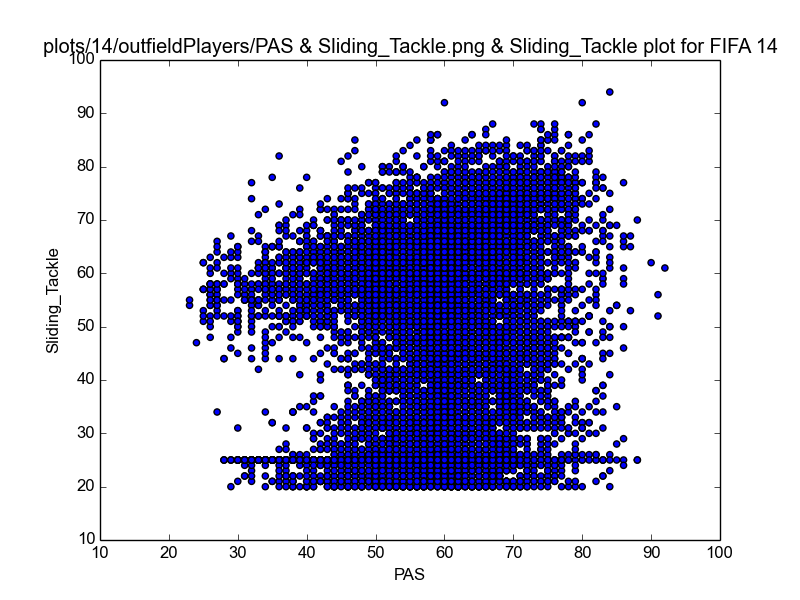 plots/14/outfieldPlayers/PAS & Sliding_Tackle.png & Sliding_Tackle plot for FIFA 14
100
90
80
70
60
50
40
30
20
10
Sliding_Tackle
10 20 30 40 50 60 70 80 90 100
PAS